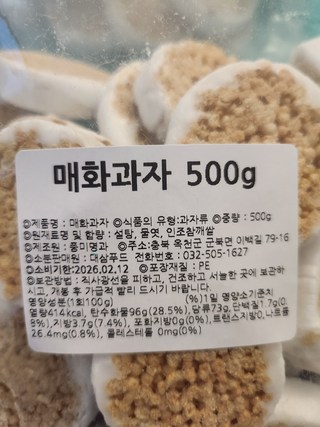 매화과자 500g
◎제품명 : 매화과자 ◎식품의 유형:과자류 ◎중량 : 500g
◎원재료명 및 함량 : 설탕, 물엿, 인조참깨쌀
◎제조원 : 풍미명과 ◎주소:충북 옥천군 군북면 이백길 79-16
◎소분판매원 : 대삼푸드 전화번호 : 032-505-1627
◎소비기한:2026.02.12 ◎포장재질 : PE
◎보관방법 : 직사광선을 피하고, 건조하고 서늘한 곳에 보관하
시고, 개봉 후 가급적 빨리 드시기 바랍니다.
영양성분(1회100g) (%)1일 영양소기준치
열량414kcal, 탄수화물96g(28.5%), 당류73g, 단백질1.7g(0.
8%),지방3.7g(7.4%), 포화지방0g(0%),트랜스지방0,나트륨
26.4mg(0.8%), 콜레스테롤 0mg(0%)